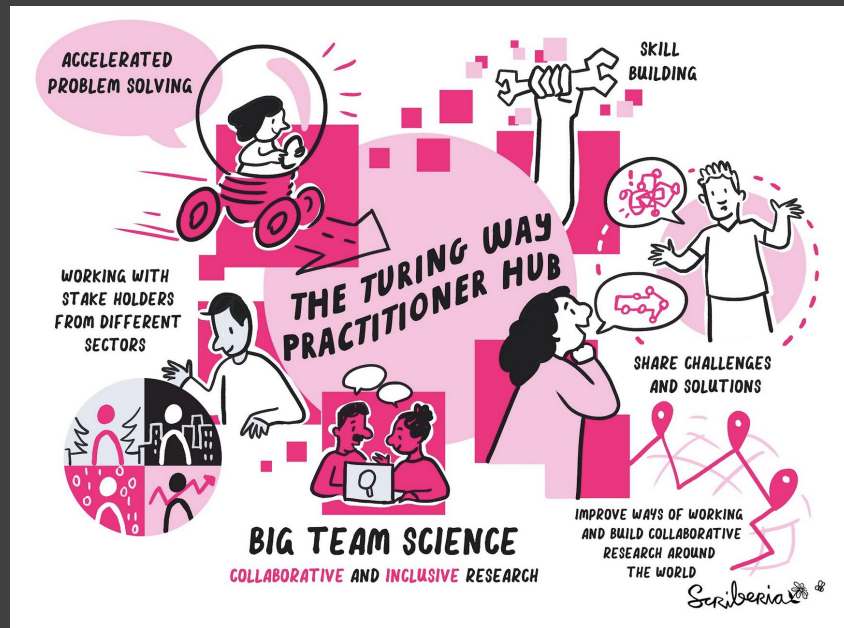 ACCELERATED
PROBLEM SOLVING
SKILL
BUILDING
THE TURING WAY
PRACTITIONER HUB
WORKING WITH
STAKE HOLDERS
FROM DIFFERENT
SECTORS
SHARE CHALLENGES
AND SOLUTIONS
BIG TEAM SCIENCE
COLLABORATIVE AND INCLUSIVE RESEARCH
IMPROVE WAYS OF WORKING
AND BUILD COLLABORATIVE
RESEARCH AROUND
THE WORLD
Scriberia